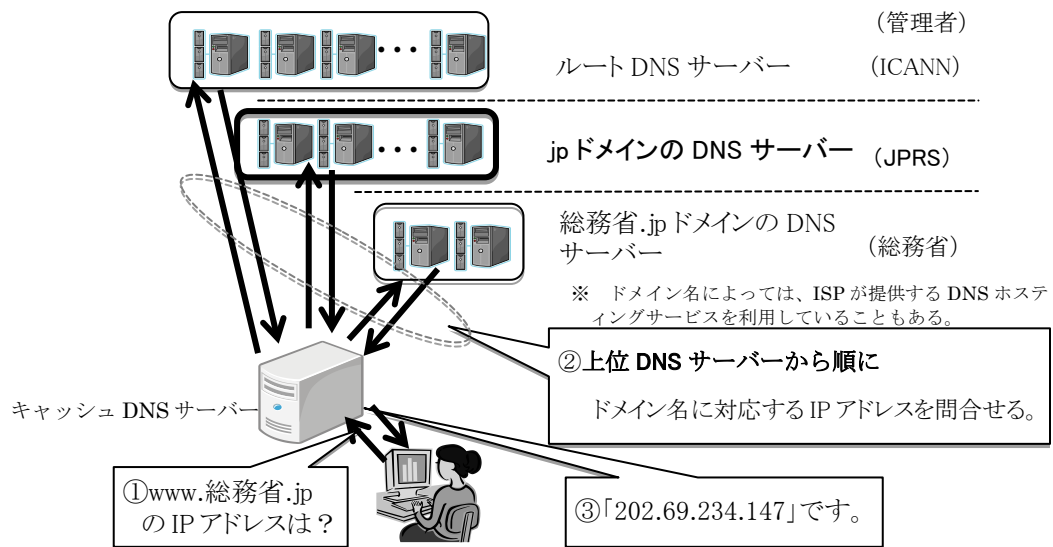 （管理者）
ルート DNS サーバー
（ICANN）
jpドメインの DNS サーバー
（JPRS）
総務省.jpドメインの DNS
サーバー
（総務省）
※　ドメイン名によっては、ISP が提供する DNS ホステ
ィングサービスを利用していることもある。
②上位 DNS サーバーから順に
ドメイン名に対応する IP アドレスを問合せる。
キャッシュ DNS サーバー
①www.総務省.jp
の IP アドレスは？
③「202.69.234.147」です。